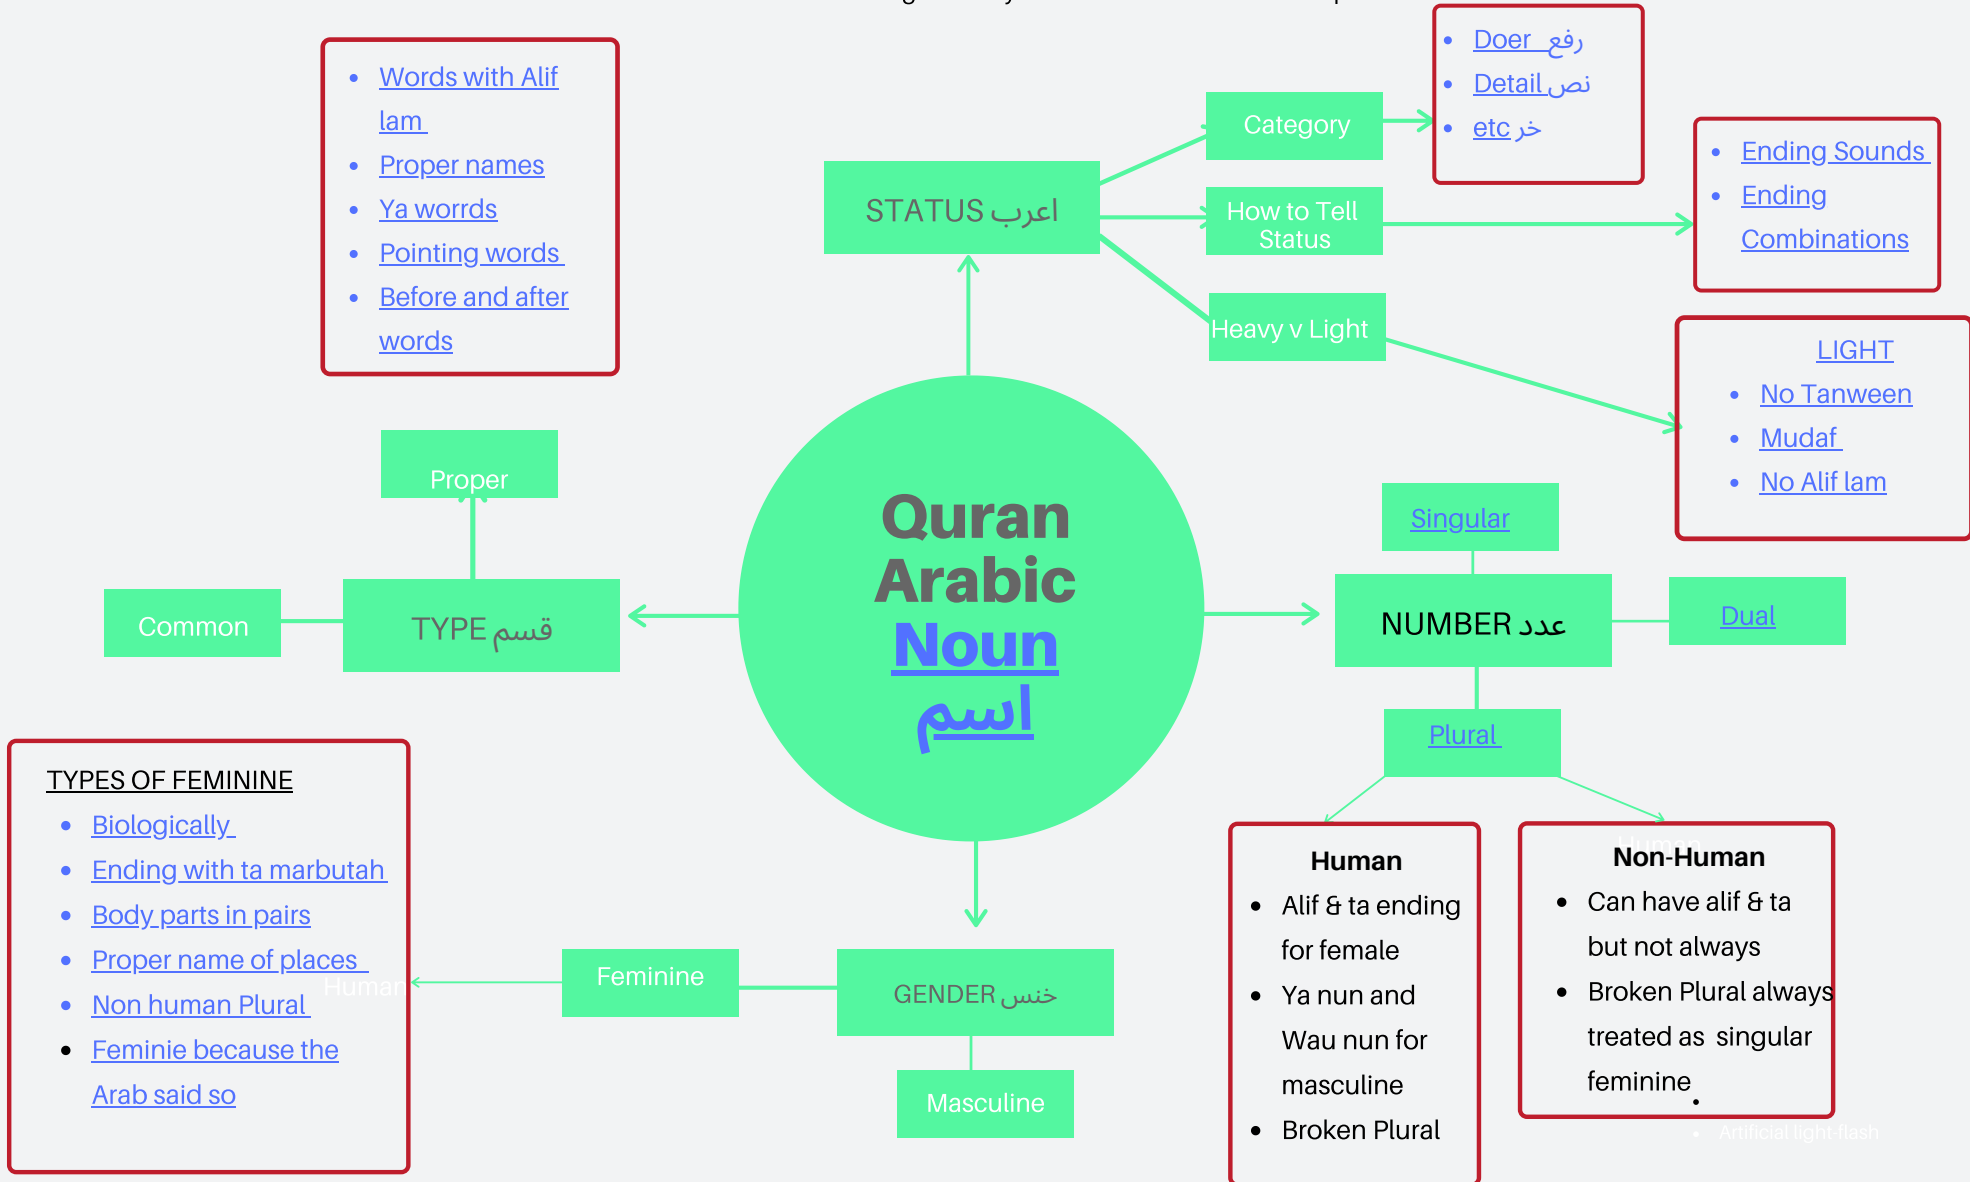 Words with Alif
lam
Proper names
Ya worrds
Pointing words
Before and after
words
Doer رفع
Detail نص
etc خر
Category
STATUS اعرب
How to Tell
Status
Ending Sounds
Ending
Combinations
Heavy v Light
LIGHT
No Tanween
Mudaf
No Alif lam
Proper
Common
TYPE قسم
Quran
Arabic
Noun
اسم
Singular
NUMBER عدد
Dual
Plural
TYPES OF FEMININE
Biologically
Ending with ta marbutah
Body parts in pairs
Proper name of places
Human
Non human Plural
Feminie because the
Arab said so
Feminine
GENDER خنس
Masculine
Human
Alif & ta ending
for female
Ya nun and
Wau nun for
masculine
Broken Plural
Human
Non-Human
Can have alif & ta
but not always
Broken Plural always
treated as singular
feminine
Artificial light-flash